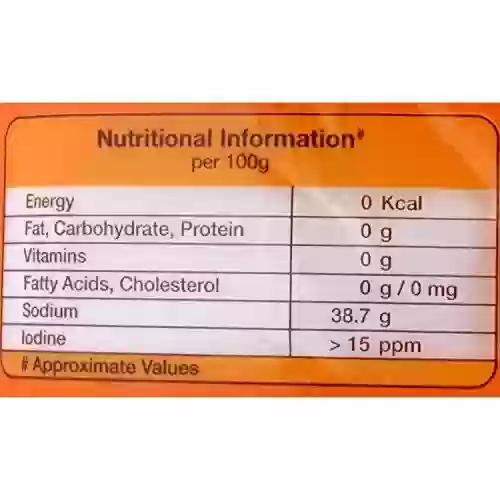 Nutritional Information#
per 100g
Energy 0 Kcal
Fat, Carbohydrate, Protein 0 g
Vitamins 0 g
Fatty Acids, Cholesterol 0 g / 0 mg
Sodium 38.7 g
Iodine > 15 ppm
# Approximate Values